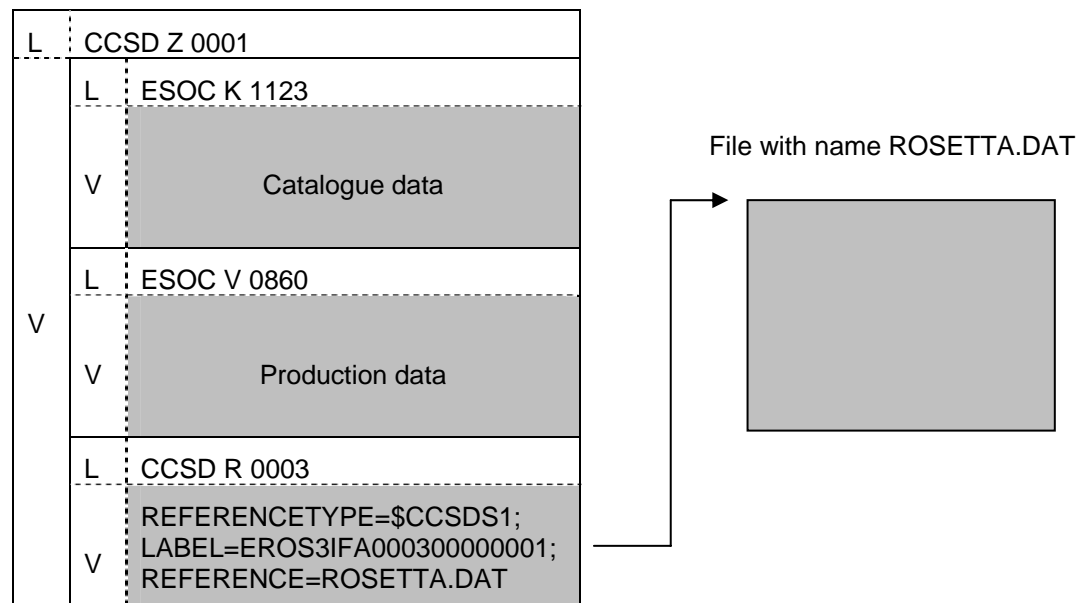 L CCSD Z 0001
L ESOC K 1123
V Catalogue data
L ESOC V 0860
V
V Production data
L CCSD R 0003
V
REFERENCETYPE=$CCSDS1;
LABEL=EROS3IFA000300000001;
REFERENCE=ROSETTA.DAT
File with name ROSETTA.DAT